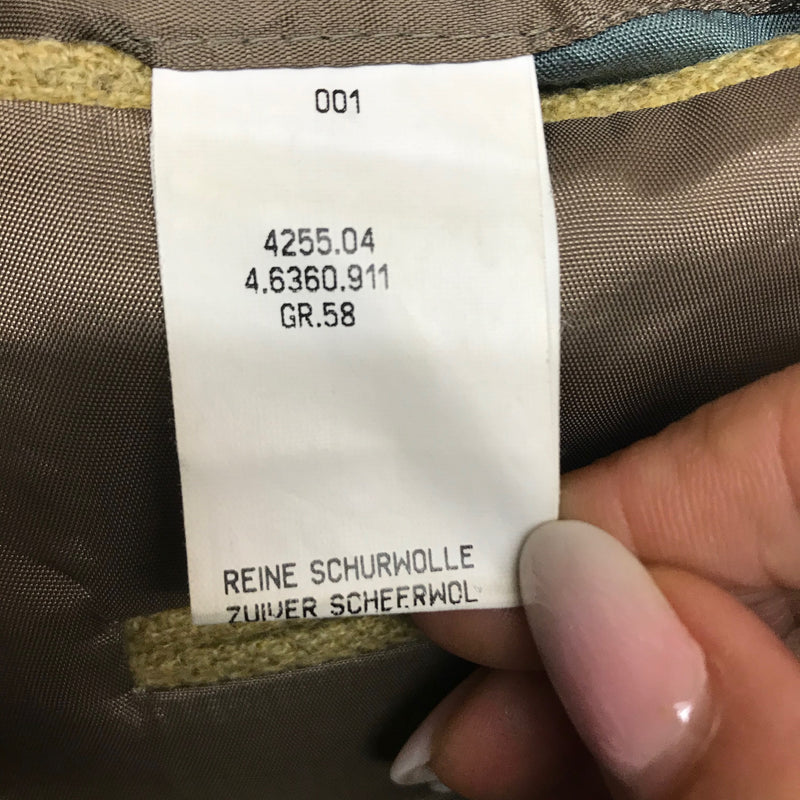 001
4255.04
4.6360.911
GR.58
REINE SCHURWOLLE
ZUIVER SCHEERWOL